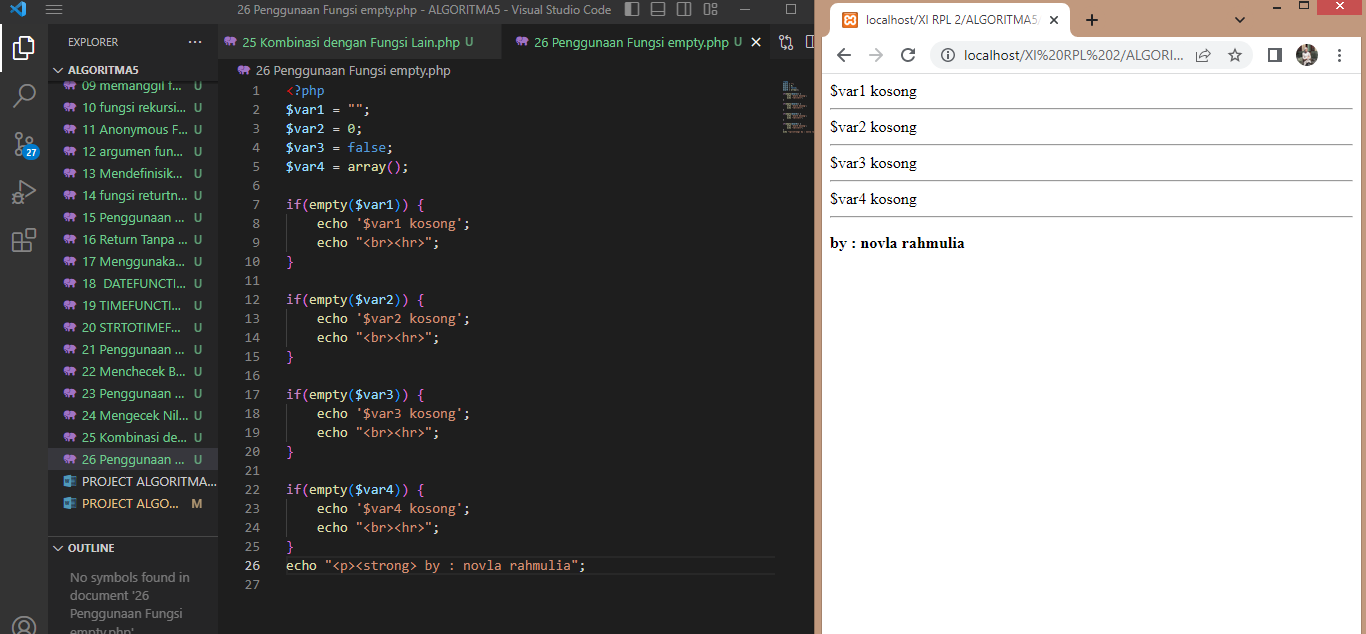 26 Penggunaan Fungsi empty.php - ALGORITMA5 - Visual Studio Code
EXPLORER
ALGORITMA5
09 memanggil f... U
10 fungsi rekursi... U
11 Anonymous F... U
12 argumen fun... U
13 Mendefinisik... U
14 fungsi returtn... U
15 Penggunaan ... U
16 Return Tanpa ... U
17 Menggunaka... U
18 DATEFUNCTI... U
19 TIMEFUNCTI... U
20 STRTOTIMEF... U
21 Penggunaan ... U
22 Menchecek B... U
23 Penggunaan ... U
24 Mengecek Nil... U
25 Kombinasi de... U
26 Penggunaan ... U
PROJECT ALGORITMA...
PROJECT ALGO... M
OUTLINE
No symbols found in
document '26
Penggunaan Fungsi
empty.php'
27
25 Kombinasi dengan Fungsi Lain.php U
26 Penggunaan Fungsi empty.php U
26 Penggunaan Fungsi empty.php
1 <?php
2 $var1 = "";
3 $var2 = 0;
4 $var3 = false;
5 $var4 = array();
6
7 if(empty($var1)) {
8 echo '$var1 kosong';
9 echo "<br><hr>";
10 }
11
12 if(empty($var2)) {
13 echo '$var2 kosong';
14 echo "<br><hr>";
15 }
16
17 if(empty($var3)) {
18 echo '$var3 kosong';
19 echo "<br><hr>";
20 }
21
22 if(empty($var4)) {
23 echo '$var4 kosong';
24 echo "<br><hr>";
25 }
26 echo "<p><strong> by : novla rahmulia";
27
localhost/XI RPL 2/ALGORITMA5/
localhost/XI%20RPL%202/ALGORI...
$var1 kosong
$var2 kosong
$var3 kosong
$var4 kosong
by : novla rahmulia